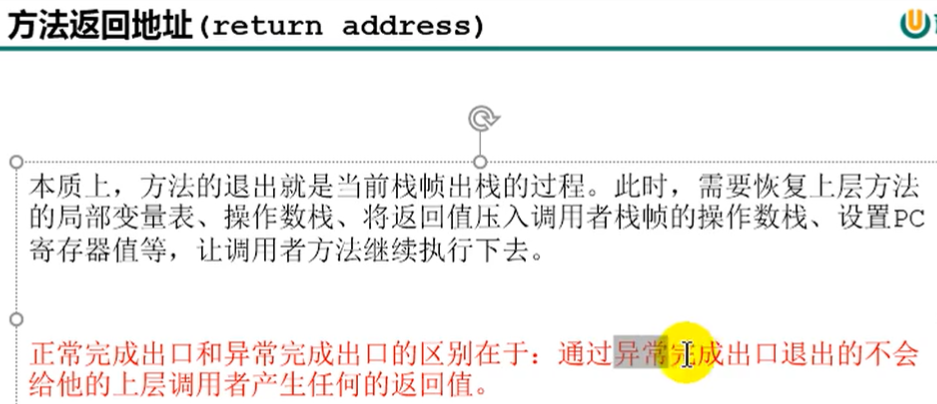 方法返回地址(return address)
本质上，方法的退出就是当前栈帧出栈的过程。此时，需要恢复上层方法
的局部变量表、操作数栈、将返回值压入调用者栈帧的操作数栈、设置PC
寄存器值等，让调用者方法继续执行下去。
正常完成出口和异常完成出口的区别在于：通过异常完成出口退出的不会
给他的上层调用者产生任何的返回值。